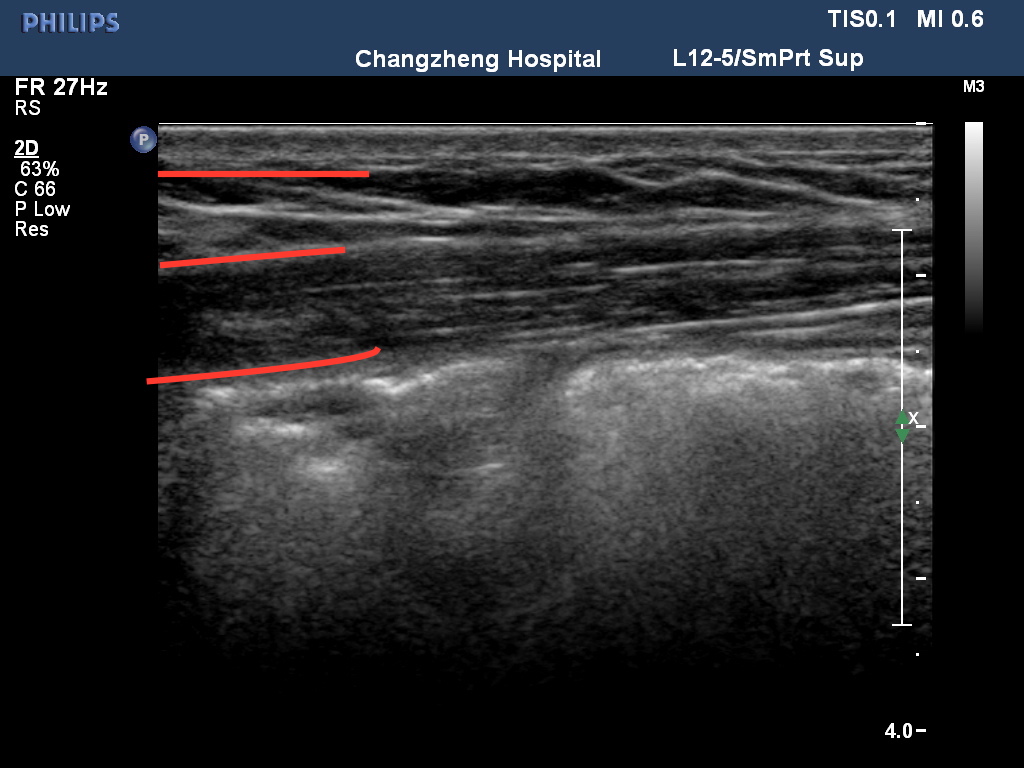 PHILIPS
TIS0.1 MI 0.6
Changzheng Hospital L12-5/SmPrt Sup
FR 27Hz
RS
M3
P
2D
63%
C 66
P Low
Res
X
4.0